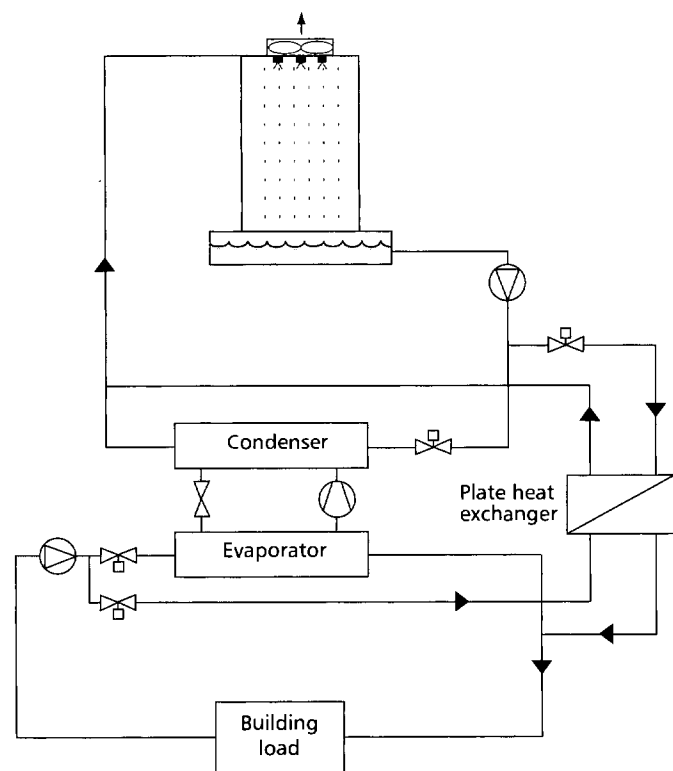 Condenser
Plate heat
exchanger
Evaporator
Building
load